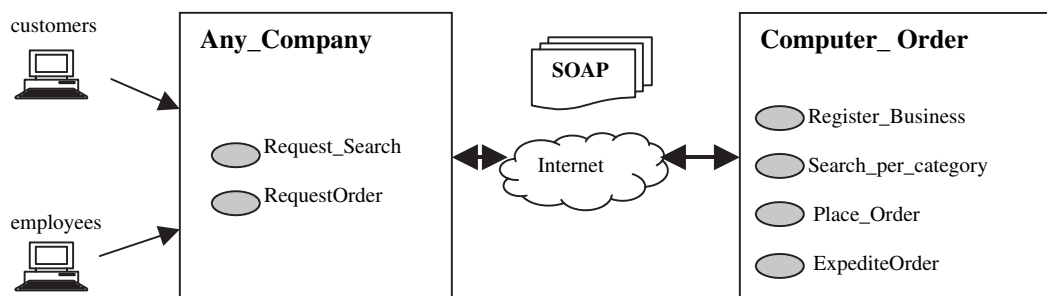 customers
employees
Any_Company
Request_Search
RequestOrder
SOAP
Internet
Computer_ Order
Register_Business
Search_per_category
Place_Order
ExpediteOrder